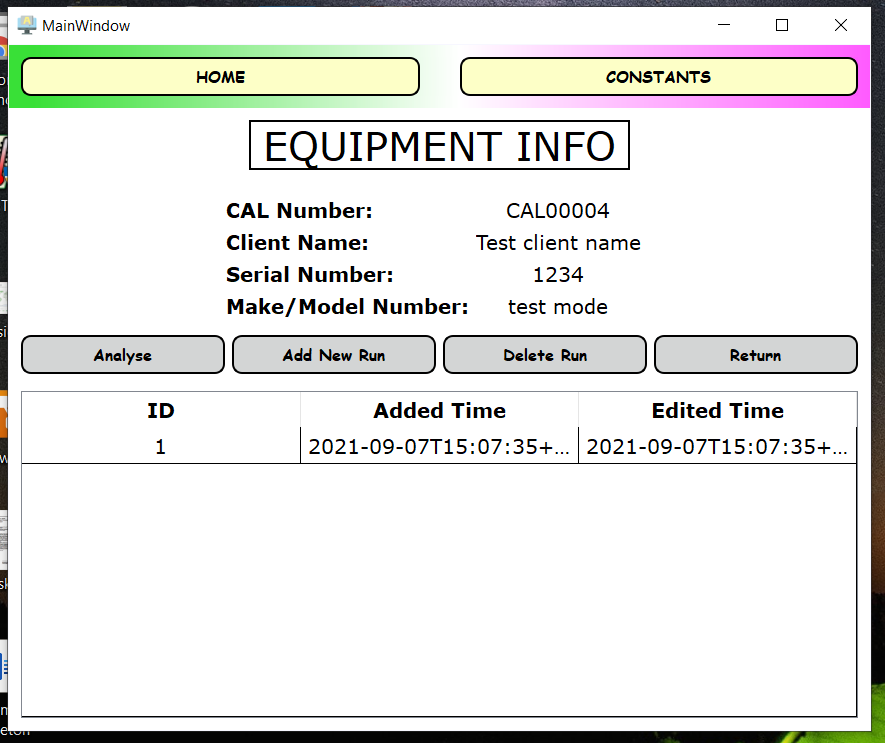 MainWindow
HOME CONSTANTS
EQUIPMENT INFO
CAL Number: CAL00004
Client Name: Test client name
Serial Number: 1234
Make/Model Number: test mode
Analyse Add New Run Delete Run Return
ID Added Time Edited Time
1 2021-09-07T15:07:35+... 2021-09-07T15:07:35+...